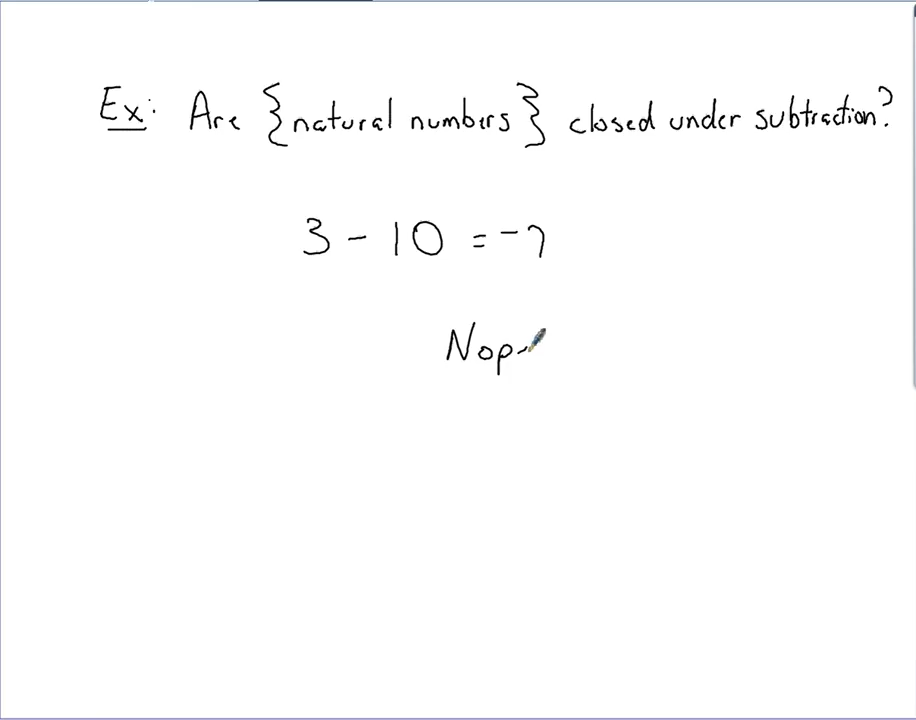 Ex: Are {natural numbers} closed under subtraction?
3 - 10 = -7
Nop